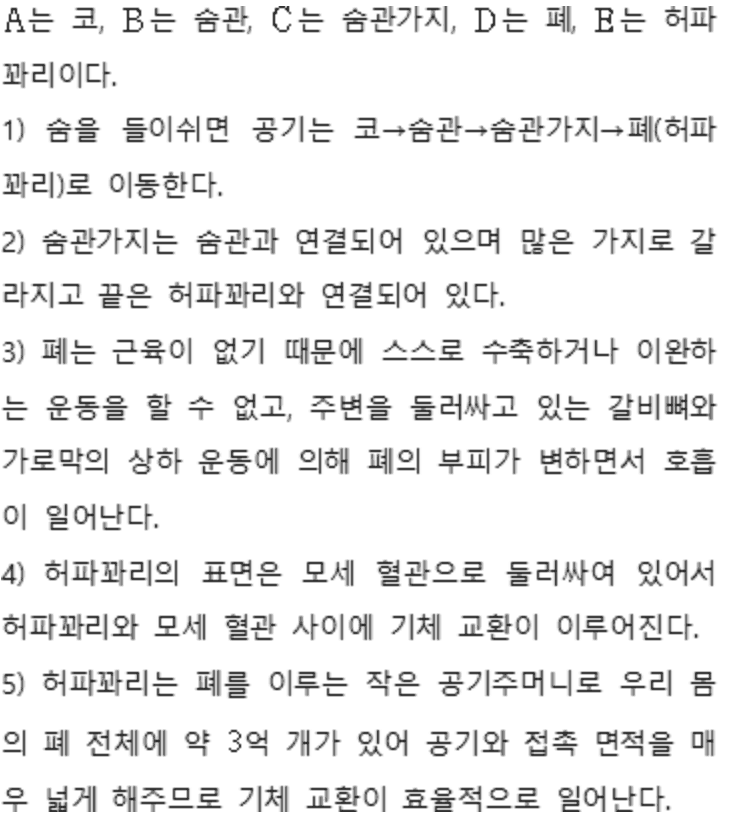 A는 코, B는 숨관, C는 숨관가지, D는 폐, E는 허파
꽈리이다.
1) 숨을 들이쉬면 공기는 코→숨관→숨관가지→폐(허파
꽈리)로 이동한다.
2) 숨관가지는 숨관과 연결되어 있으며 많은 가지로 갈
라지고 끝은 허파꽈리와 연결되어 있다.
3) 폐는 근육이 없기 때문에 스스로 수축하거나 이완하
는 운동을 할 수 없고, 주변을 둘러싸고 있는 갈비뼈와
가로막의 상하 운동에 의해 폐의 부피가 변하면서 호흡
이 일어난다.
4) 허파꽈리의 표면은 모세 혈관으로 둘러싸여 있어서
허파꽈리와 모세 혈관 사이에 기체 교환이 이루어진다.
5) 허파꽈리는 폐를 이루는 작은 공기주머니로 우리 몸
의 폐 전체에 약 3억 개가 있어 공기와 접촉 면적을 매
우 넓게 해주므로 기체 교환이 효율적으로 일어난다.